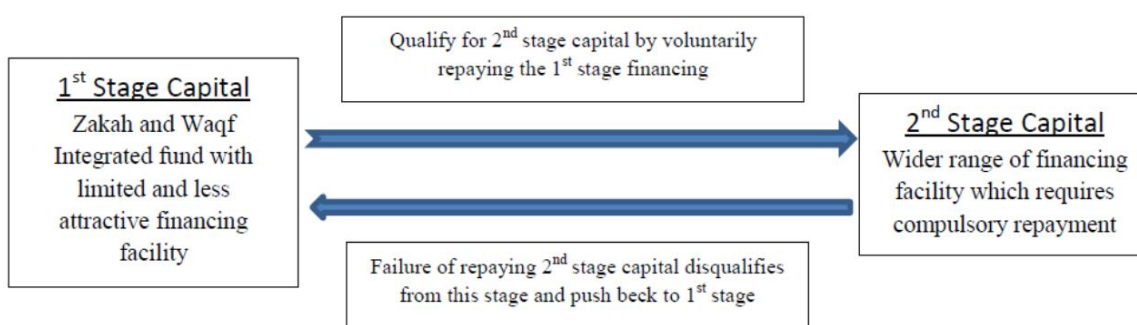 Qualify for 2nd stage capital by voluntarily
repaying the 1st stage financing
1st Stage Capital
Zakah and Waqf
Integrated fund with
limited and less
attractive financing
facility
2nd Stage Capital
Wider range of financing
facility which requires
compulsory repayment
Failure of repaying 2nd stage capital disqualifies
from this stage and push beck to 1st stage